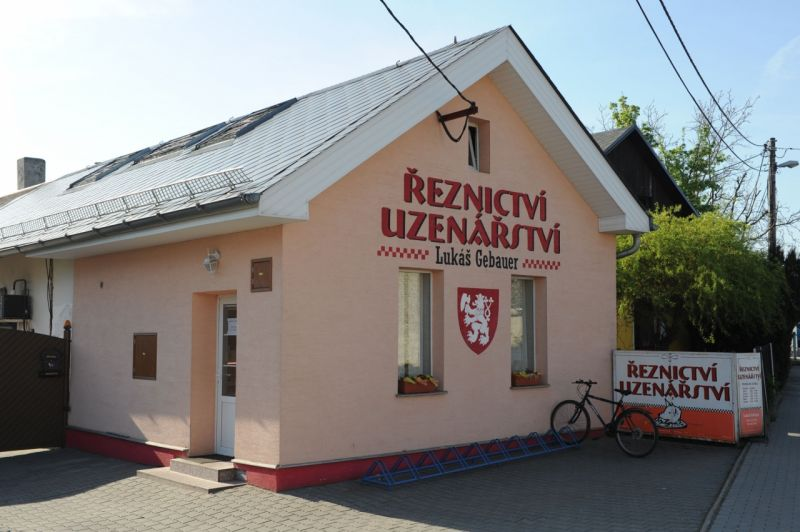 ŘEZNICTVÍ
UZENÁŘSTVÍ
Lukáš Gebauer
ŘEZNICTVÍ
UZENÁŘSTVÍ